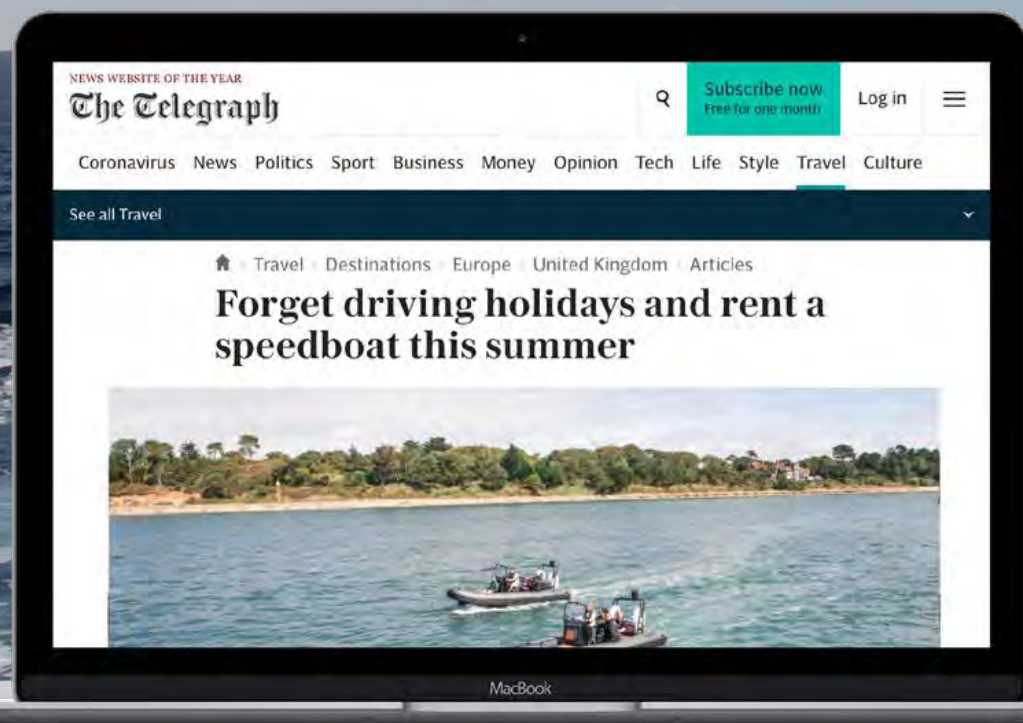 NEWS WEBSITE OF THE YEAR
The Telegraph
Subscribe now
Free for one month
Log in
Coronavirus News Politics Sport Business Money Opinion Tech Life Style Travel Culture
See all Travel
Travel Destinations Europe United Kingdom Articles
Forget driving holidays and rent a
speedboat this summer
MacBook